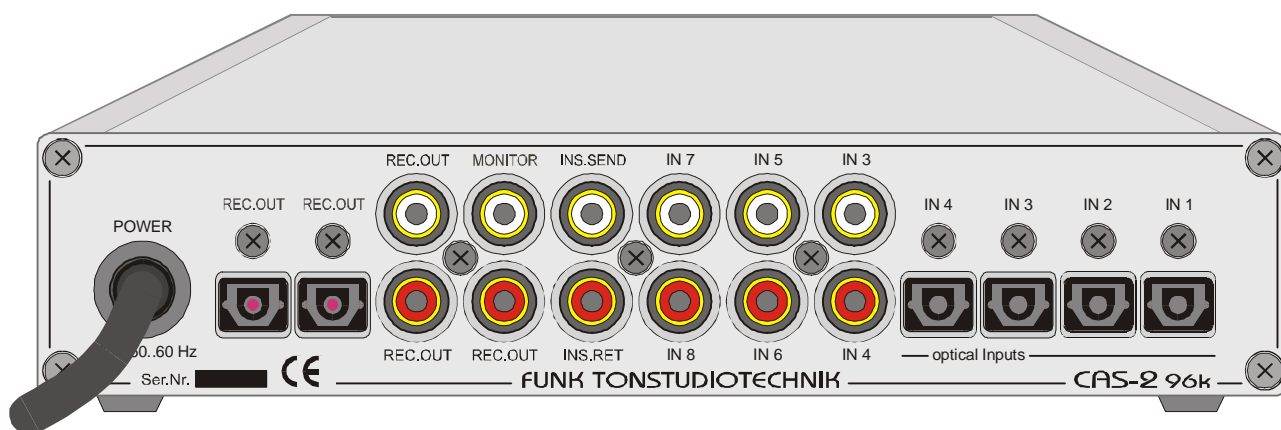 REC.OUT MONITOR INS.SEND IN 7 IN 5 IN 3
REC.OUT REC.OUT IN 4 IN 3 IN 2 IN 1
POWER
50..60 Hz REC.OUT REC.OUT INS.RET IN 8 IN 6 IN 4 optical Inputs
Ser.Nr. CE FUNK TONSTUDIOTECHNIK CAS-2 96k